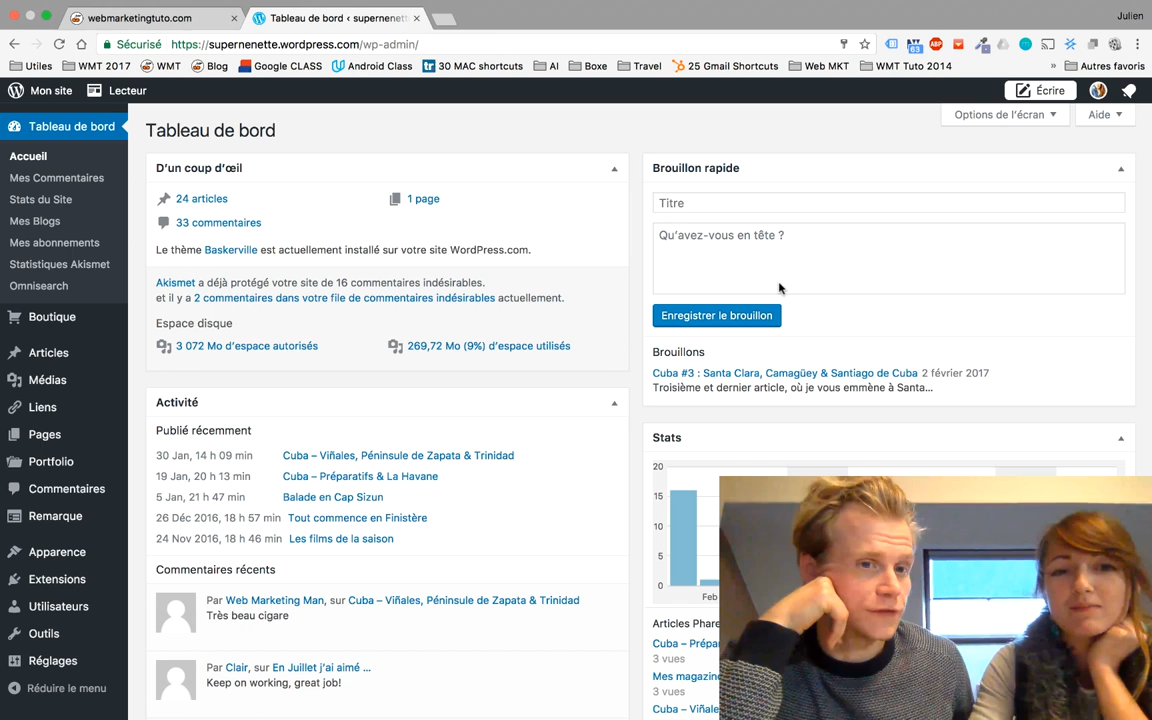 webmarketingtuto.com
Tableau de bord ‹ supernenett
Julien
Sécurisé https://supernenette.wordpress.com/wp-admin/
63
ABP
Utiles
WMT 2017
WMT
Blog
Google CLASS
Android Class
tr 30 MAC shortcuts
AI
Boxe
Travel
25 Gmail Shortcuts
Web MKT
WMT Tuto 2014
»
Autres favoris
Mon site
Lecteur
Écrire
Tableau de bord
Accueil
Mes Commentaires
Stats du Site
Mes Blogs
Mes abonnements
Statistiques Akismet
Omnisearch
Boutique
Articles
Médias
Liens
Pages
Portfolio
Commentaires
Remarque
Apparence
Extensions
Utilisateurs
Outils
Réglages
Réduire le menu
Options de l'écran
Aide
Tableau de bord
D'un coup d'œil
24 articles
1 page
33 commentaires
Le thème Baskerville est actuellement installé sur votre site WordPress.com.
Akismet a déjà protégé votre site de 16 commentaires indésirables.
et il y a 2 commentaires dans votre file de commentaires indésirables actuellement.
Espace disque
3 072 Mo d'espace autorisés
269,72 Mo (9%) d'espace utilisés
Activité
Publié récemment
30 Jan, 14 h 09 min Cuba – Viñales, Péninsule de Zapata & Trinidad
19 Jan, 20 h 13 min Cuba – Préparatifs & La Havane
5 Jan, 21 h 47 min Balade en Cap Sizun
26 Déc 2016, 18 h 57 min Tout commence en Finistère
24 Nov 2016, 18 h 46 min Les films de la saison
Commentaires récents
Par Web Marketing Man, sur Cuba – Viñales, Péninsule de Zapata & Trinidad
Très beau cigare
Par Clair, sur En Juillet j'ai aimé ...
Keep on working, great job!
Brouillon rapide
Titre
Qu'avez-vous en tête ?
Enregistrer le brouillon
Brouillons
Cuba #3 : Santa Clara, Camagüey & Santiago de Cuba 2 février 2017
Troisième et dernier article, où je vous emmène à Santa...
Stats
20
15
10
5
0
Feb
Articles Phare
Cuba – Prépar
3 vues
Mes magazin
3 vues
Cuba – Viñale